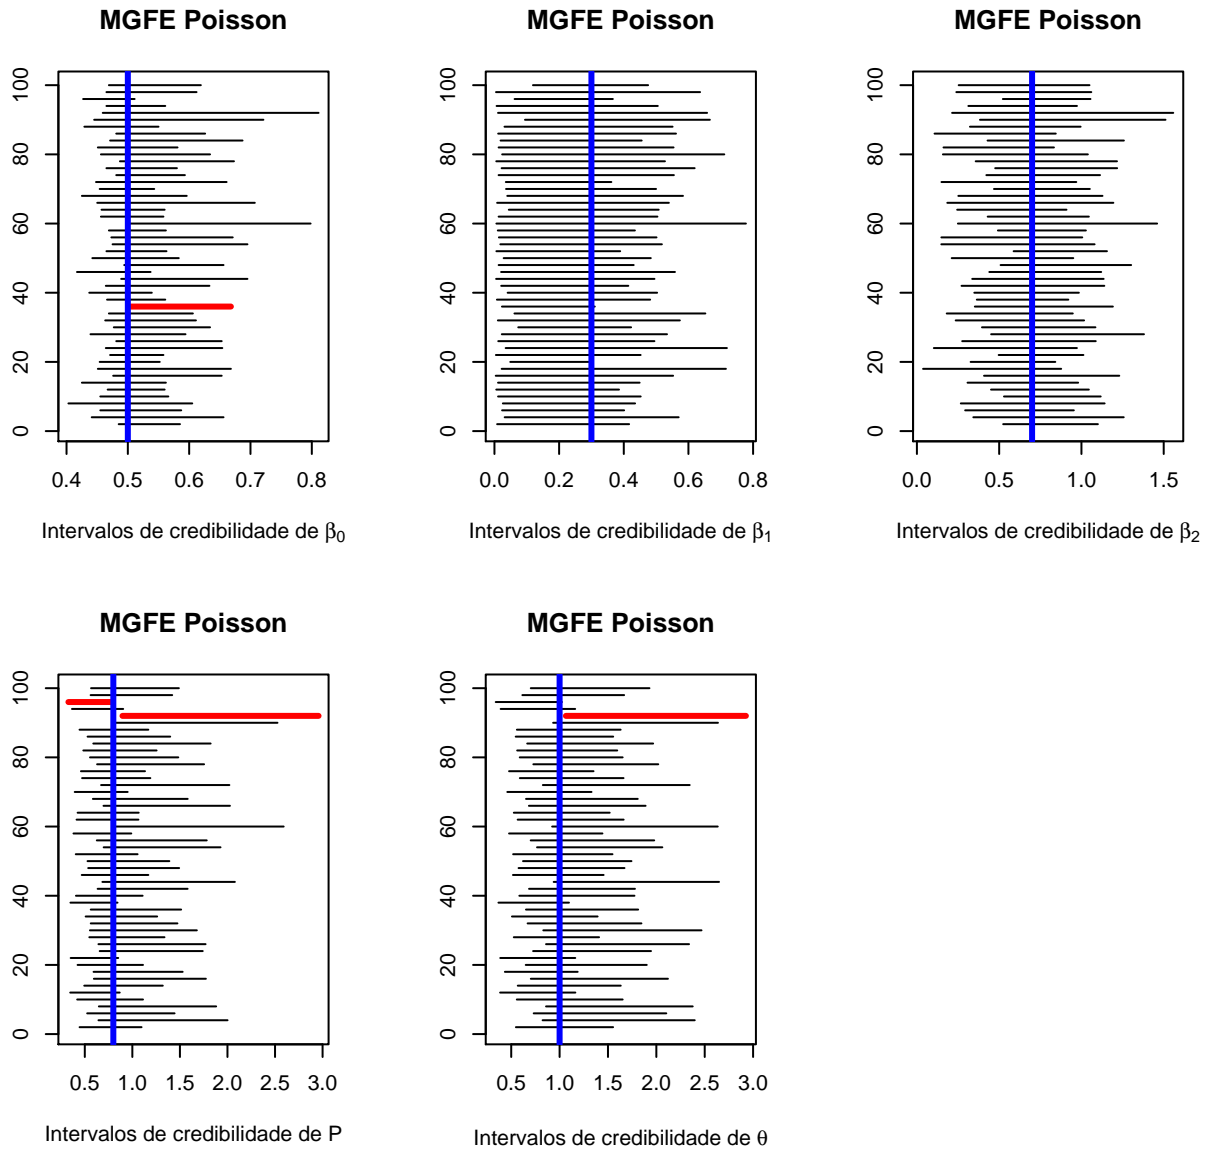 MGFE Poisson
0 20 40 60 80 100
0.4 0.5 0.6 0.7 0.8
Intervalos de credibilidade de β₀
MGFE Poisson
0 20 40 60 80 100
0.0 0.2 0.4 0.6 0.8
Intervalos de credibilidade de β₁
MGFE Poisson
0 20 40 60 80 100
0.0 0.5 1.0 1.5
Intervalos de credibilidade de β₂
MGFE Poisson
0 20 40 60 80 100
0.5 1.0 1.5 2.0 2.5 3.0
Intervalos de credibilidade de P
MGFE Poisson
0 20 40 60 80 100
0.5 1.0 1.5 2.0 2.5 3.0
Intervalos de credibilidade de θ